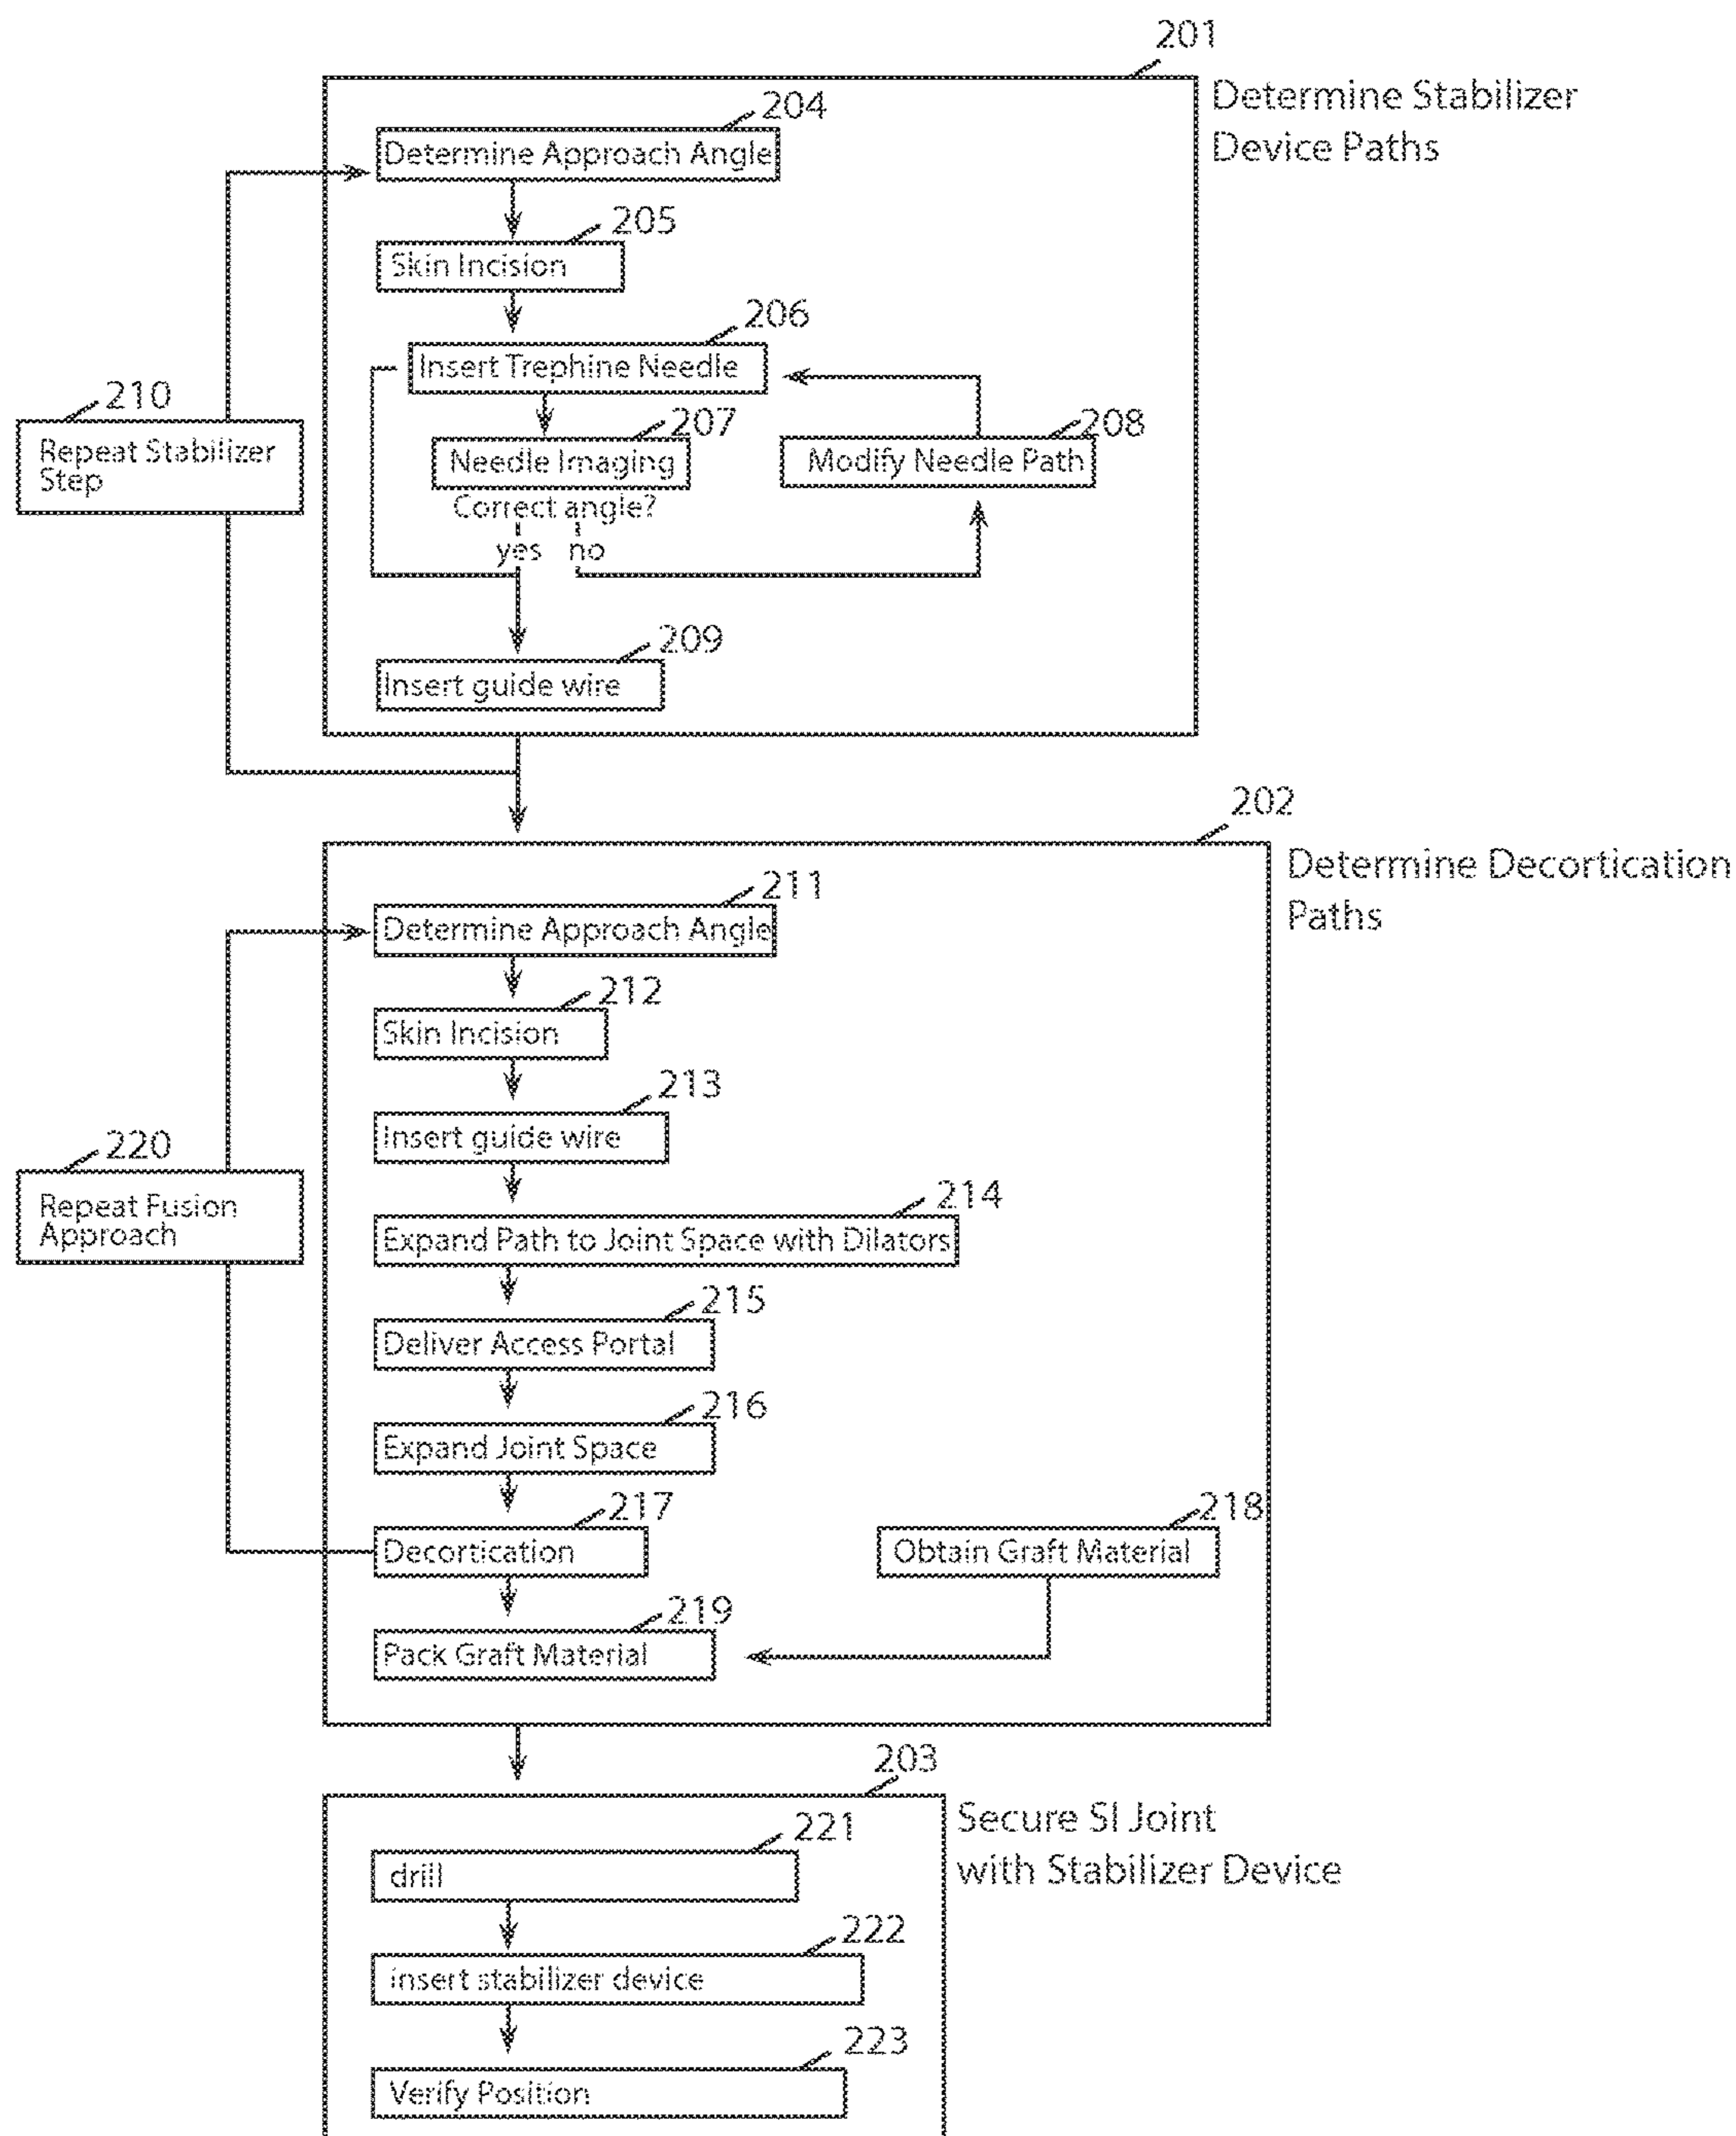 201
Determine Stabilizer
Device Paths
204
Determine Approach Angle
205
Skin Incision
206
Insert Trephine Needle
210
Repeat Stabilizer
Step
207
Needle Imaging
208
Modify Needle Path
Correct angle?
yes no
209
Insert guide wire
202
Determine Decortication
Paths
211
Determine Approach Angle
212
Skin Incision
213
Insert guide wire
220
Repeat Fusion
Approach
214
Expand Path to Joint Space with Dilators
215
Deliver Access Portal
216
Expand Joint Space
217
Decortication
218
Obtain Graft Material
219
Pack Graft Material
203
Secure SI Joint
with Stabilizer Device
221
drill
222
insert stabilizer device
223
Verify Position